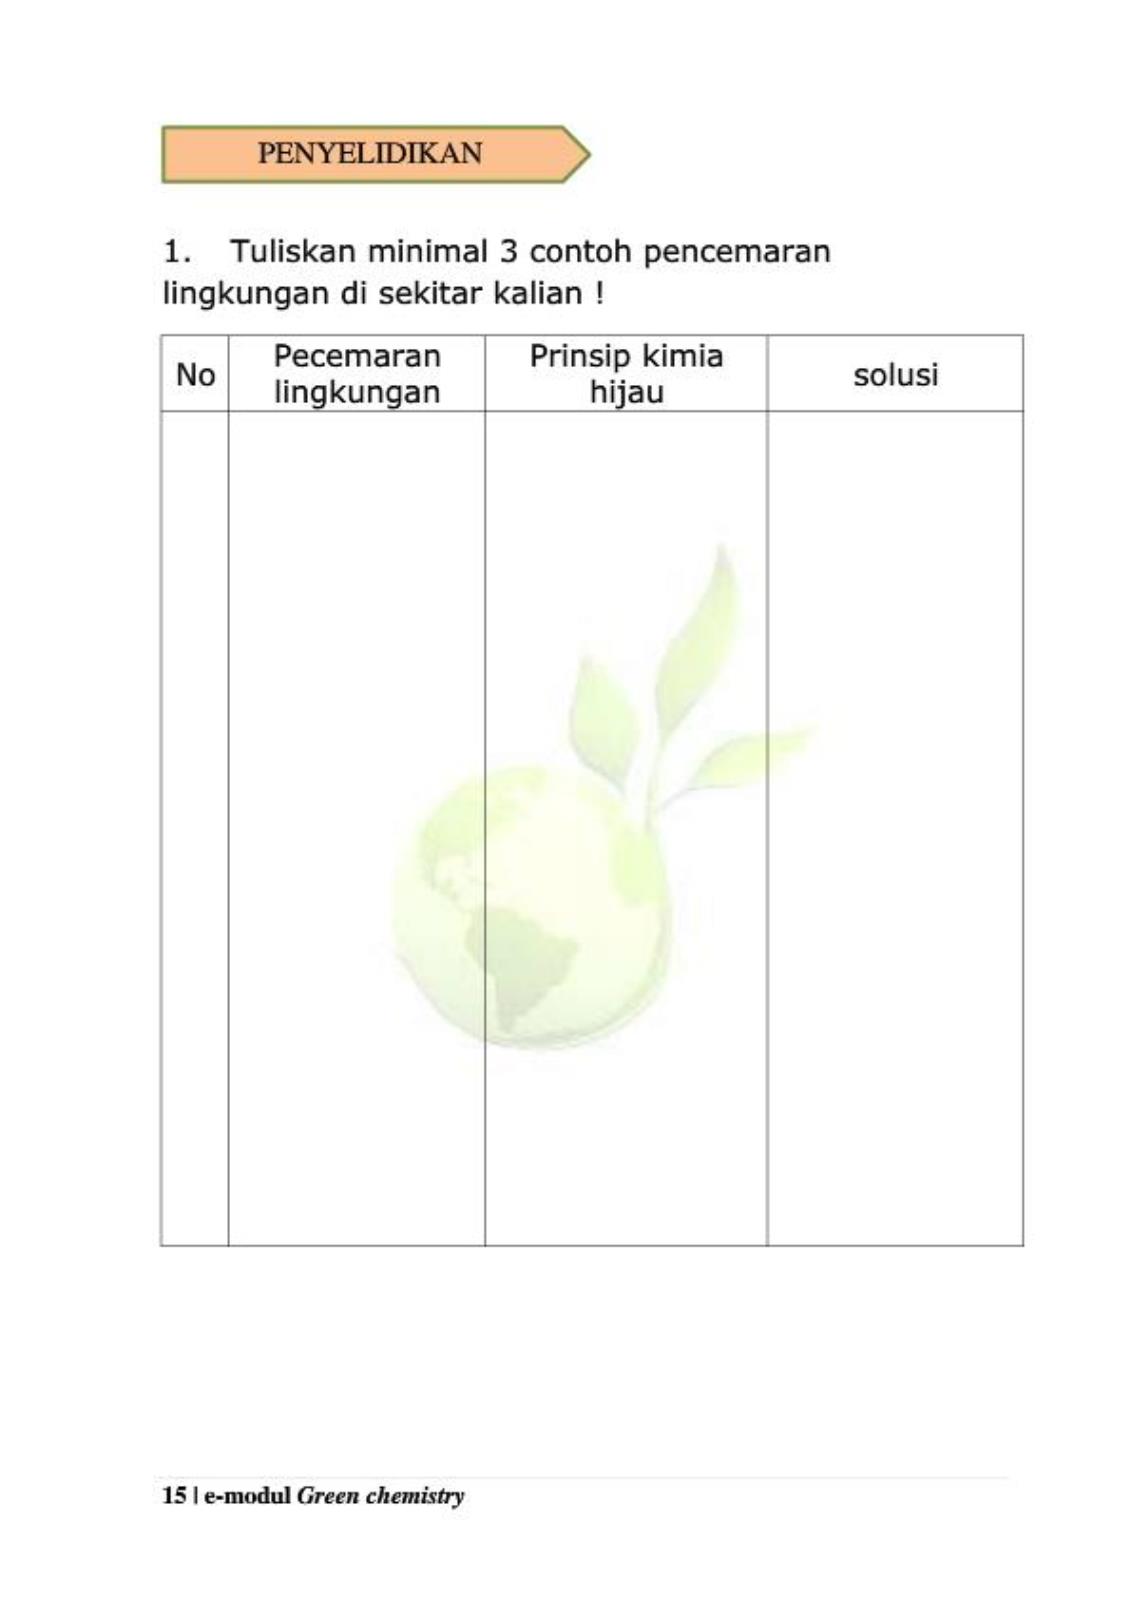 PENYELIDIKAN
1. Tuliskan minimal 3 contoh pencemaran
lingkungan di sekitar kalian !
No
Pecemaran
lingkungan
Prinsip kimia
hijau
solusi
15 | e-modul Green chemistry